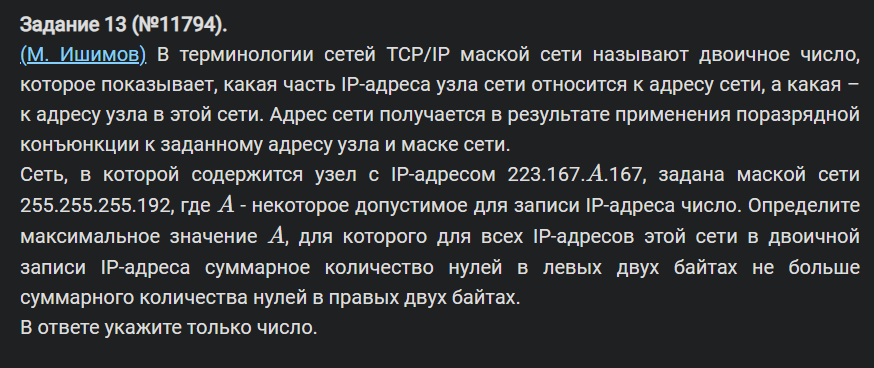 Задание 13 (№11794).
(М. Ишимов) В терминологии сетей TCP/IP маской сети называют двоичное число,
которое показывает, какая часть IP-адреса узла сети относится к адресу сети, а какая –
к адресу узла в этой сети. Адрес сети получается в результате применения поразрядной
конъюнкции к заданному адресу узла и маске сети.
Сеть, в которой содержится узел с IP-адресом 223.167.A.167, задана маской сети
255.255.255.192, где A - некоторое допустимое для записи IP-адреса число. Определите
максимальное значение A, для которого для всех IP-адресов этой сети в двоичной
записи IP-адреса суммарное количество нулей в левых двух байтах не больше
суммарного количества нулей в правых двух байтах.
В ответе укажите только число.